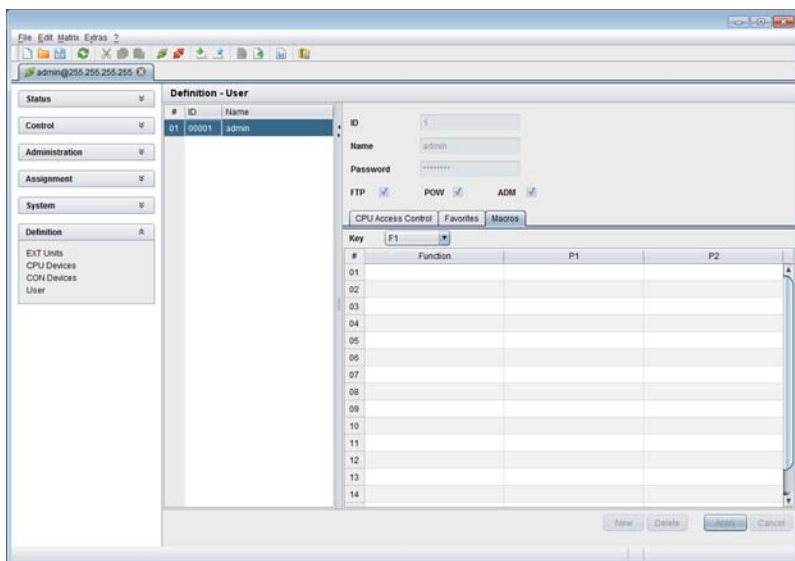 File Edit Matrix Extras ?
admin@255.255.255.255
Status
Control
Administration
Assignment
System
Definition
EXT Units
CPU Devices
CON Devices
User
Definition - User
# ID Name
01 00001 admin
ID 1
Name admin
Password ********
FTP POW ADM
CPU Access Control Favorites Macros
Key F1
# Function P1 P2
01
02
03
04
05
06
07
08
09
10
11
12
13
14
New Delete Apply Cancel